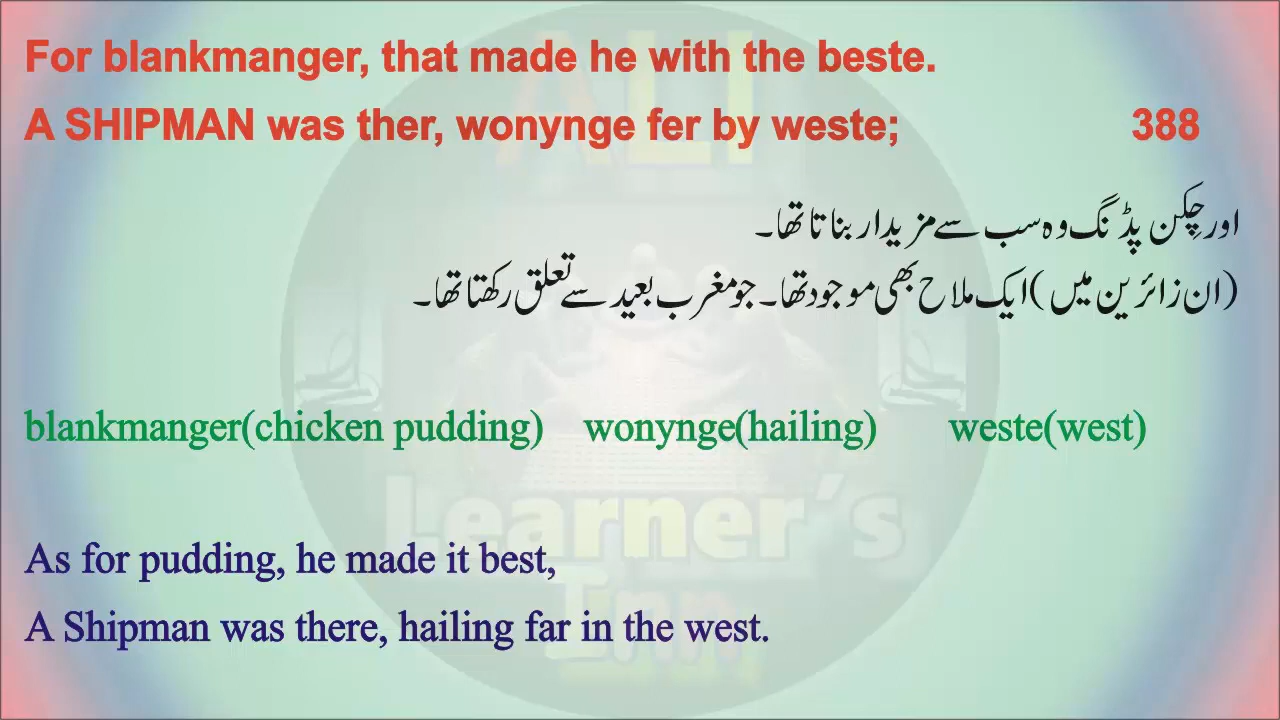 For blankmanger, that made he with the beste.
A SHIPMAN was ther, wonynge fer by weste; 388
اور چکن پڈنگ وہ سب سے مزیدار بناتا تھا۔
(ان زائرین میں) ایک ملاح بھی موجود تھا۔ جو مغرب بعید سے تعلق رکھتا تھا۔
blankmanger(chicken pudding) wonynge(hailing) weste(west)
As for pudding, he made it best,
A Shipman was there, hailing far in the west.
ALI
Learner's
Inn